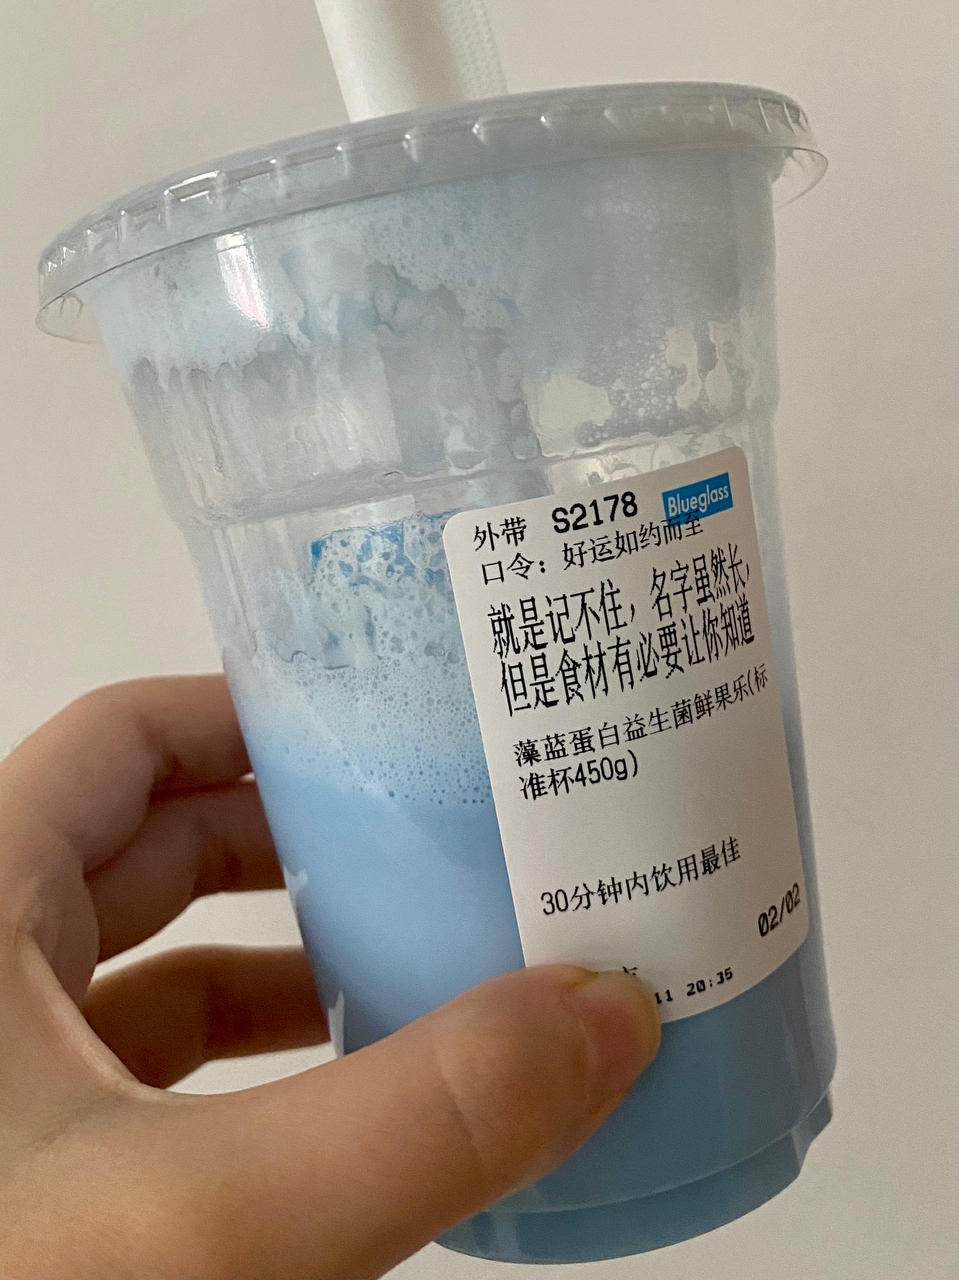 外带 S2178 Blueglass
口令：好运如约而至
就是记不住，名字虽然长，
但是食材有必要让你知道
藻蓝蛋白益生菌鲜果乐(标
准杯450g)
30分钟内饮用最佳
02/02
11 20:35